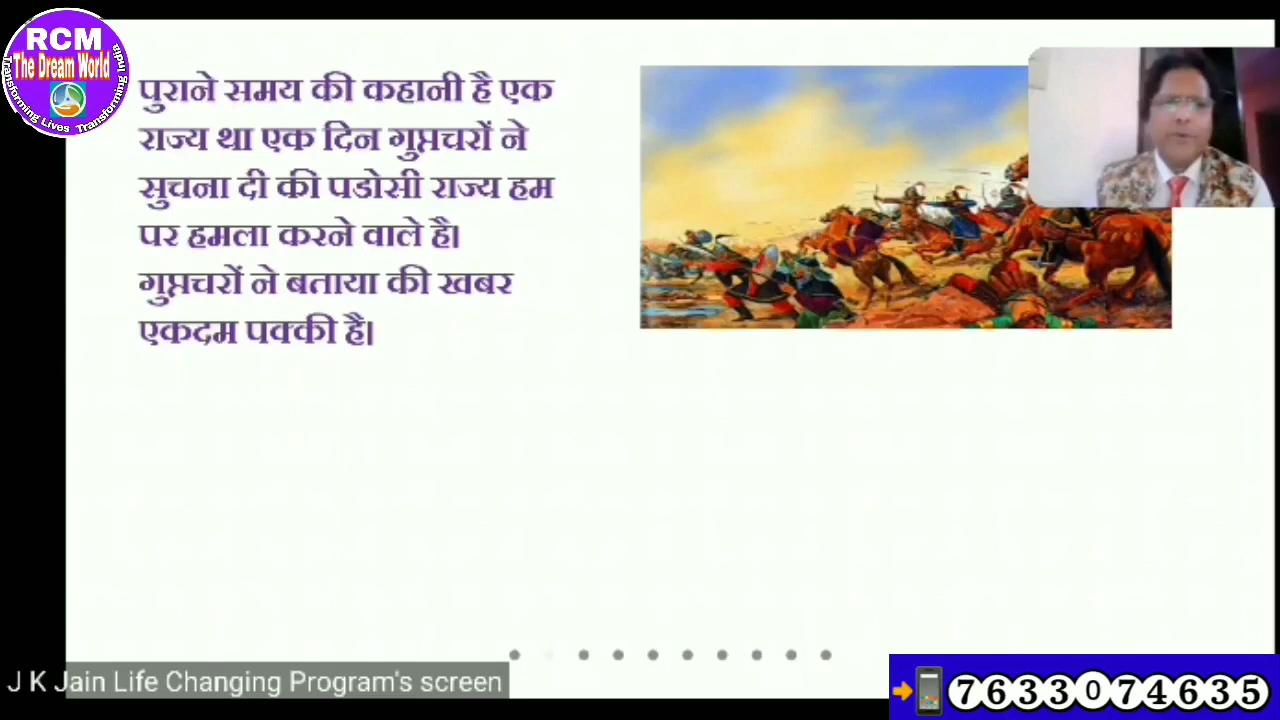 RCM
The Dream World
Transforming Lives Transforming India
पुराने समय की कहानी है एक
राज्य था एक दिन गुप्तचरों ने
सुचना दी की पडोसी राज्य हम
पर हमला करने वाले है।
गुप्तचरों ने बताया की खबर
एकदम पक्की है।
J K Jain Life Changing Program's screen
7633074635